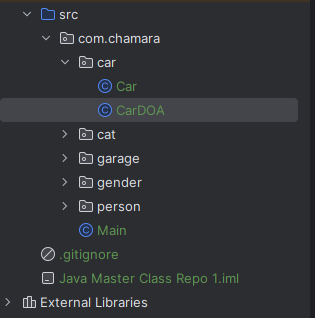 src
com.chamara
car
Car
CarDOA
cat
garage
gender
person
Main
.gitignore
Java Master Class Repo 1.iml
External Libraries